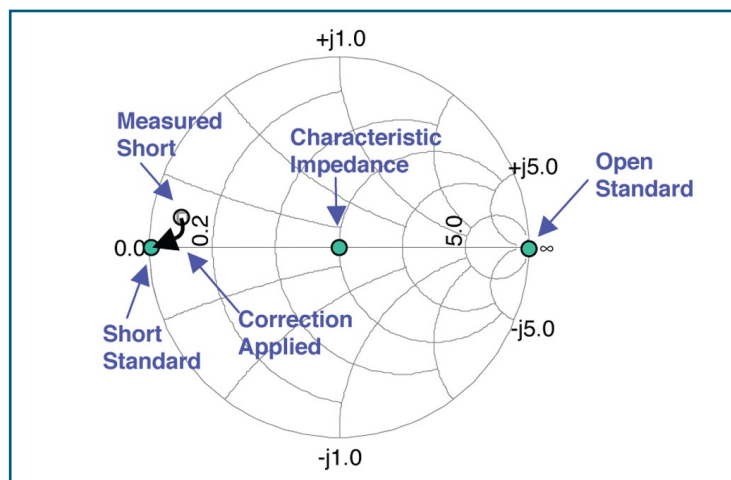 +j1.0
Measured
Short
Characteristic
Impedance
+j5.0
Open
Standard
0.2
5.0
0.0
∞
Short
Standard
Correction
Applied
-j5.0
-j1.0